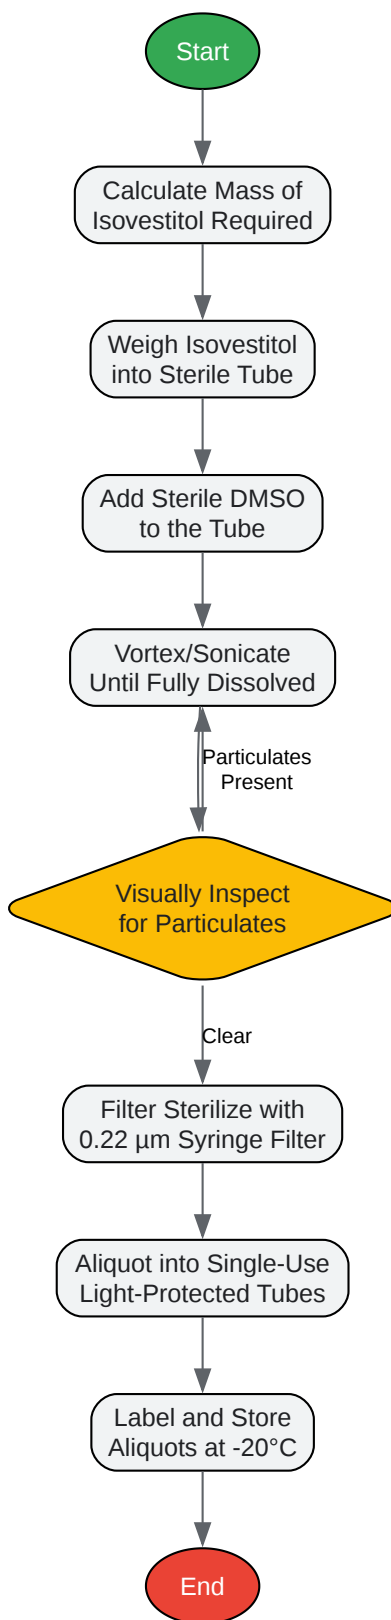 Start
Calculate Mass of
Isovestitol Required
Weigh Isovestitol
into Sterile Tube
Add Sterile DMSO
to the Tube
Vortex/Sonicate
Until Fully Dissolved
Particulates
Present
Visually Inspect
for Particulates
Clear
Filter Sterilize with
0.22 µm Syringe Filter
Aliquot into Single-Use
Light-Protected Tubes
Label and Store
Aliquots at -20°C
End